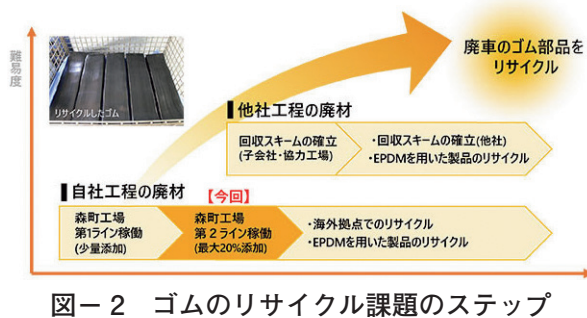 難易度
リサイクルしたゴム
廃車のゴム部品を
リサイクル
他社工程の廃材
回収スキームの確立
(子会社・協力工場)
・回収スキームの確立(他社)
・EPDMを用いた製品のリサイクル
自社工程の廃材
【今回】
森町工場
第1ライン稼働
(少量添加)
森町工場
第２ライン稼働
(最大20%添加)
・海外拠点でのリサイクル
・EPDMを用いた製品のリサイクル
図－２　ゴムのリサイクル課題のステップ